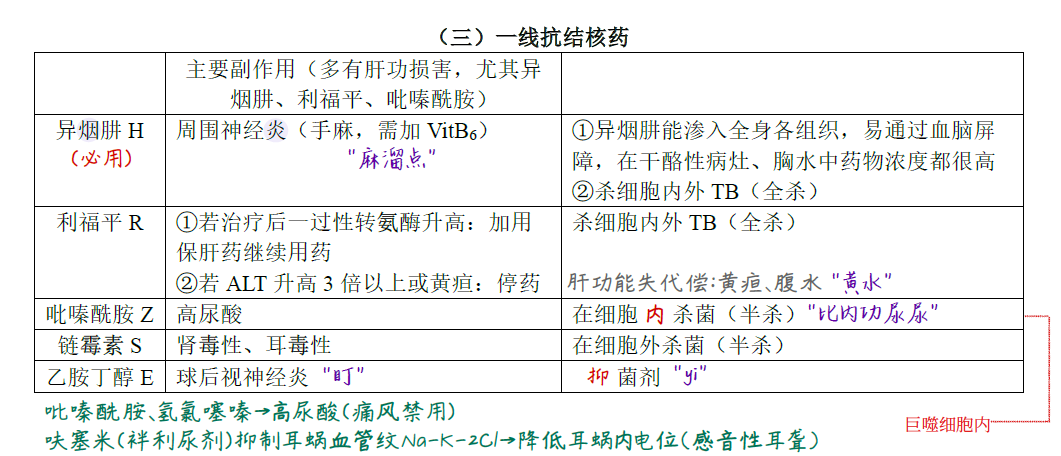 （三）一线抗结核药
主要副作用（多有肝功损害，尤其异
烟肼、利福平、吡嗪酰胺）
异烟肼 H
（必用）
周围神经炎（手麻，需加 VitB6）
"麻溜点"
①异烟肼能渗入全身各组织，易通过血脑屏
障，在干酪性病灶、胸水中药物浓度都很高
②杀细胞内外 TB（全杀）
利福平 R
①若治疗后一过性转氨酶升高：加用
保肝药继续用药
②若 ALT 升高 3 倍以上或黄疸：停药
杀细胞内外 TB（全杀）
肝功能失代偿:黄疸、腹水 "黄水"
吡嗪酰胺 Z
高尿酸
在细胞 内 杀菌（半杀）"比内功尿尿"
链霉素 S
肾毒性、耳毒性
在细胞外杀菌（半杀）
乙胺丁醇 E
球后视神经炎 "盯"
抑 菌剂 "yi"
吡嗪酰胺、氢氯噻嗪→高尿酸(痛风禁用)
呋塞米(袢利尿剂)抑制耳蜗血管纹Na-K-2Cl→降低耳蜗内电位(感音性耳聋)
巨噬细胞内